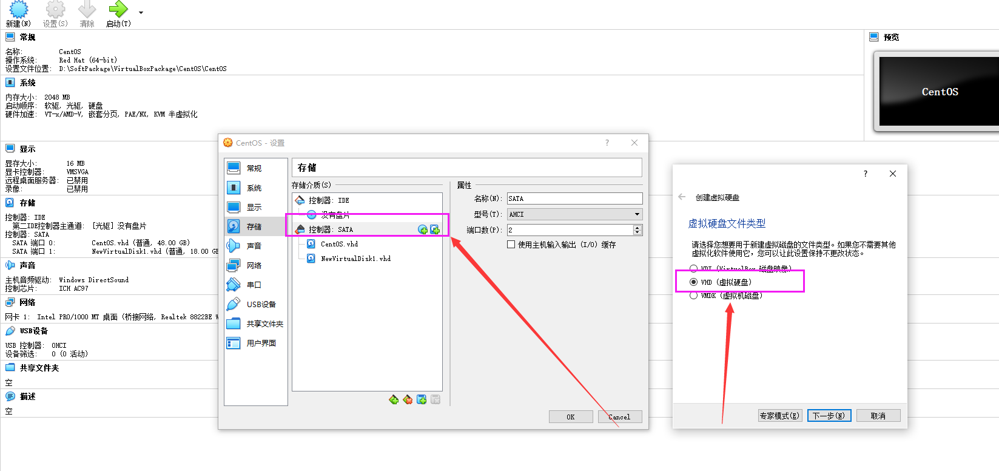 新建(N) 设置(S) 清除 启动(T)
常规
名称: CentOS
操作系统: Red Hat (64-bit)
设置文件位置: D:\SoftPackage\VirtualBoxPackage\CentOS\CentOS
系统
内存大小: 2048 MB
启动顺序: 软驱, 光驱, 硬盘
硬件加速: VT-x/AMD-V, 嵌套分页, PAE/NX, KVM 半虚拟化
预览
CentOS
显示
显存大小: 16 MB
显卡控制器: VMSVGA
远程桌面服务器: 已禁用
录像: 已禁用
存储
控制器: IDE
第二IDE控制器主通道: [光驱] 没有盘片
控制器: SATA
SATA 端口 0: CentOS.vhd (普通, 48.00 GB)
SATA 端口 1: NewVirtualDisk1.vhd (普通, 18.00 GB
声音
主机音频驱动: Windows DirectSound
控制芯片: ICH AC97
网络
网卡 1: Intel PRO/1000 MT 桌面 (桥接网络, Realtek 8822BE W
USB设备
USB 控制器: OHCI
设备筛选: 0 (0 活动)
共享文件夹
空
描述
空
CentOS - 设置
常规
系统
显示
存储
声音
网络
串口
USB设备
共享文件夹
用户界面
存储
存储介质(S)
控制器: IDE
没有盘片
控制器: SATA
CentOS.vhd
NewVirtualDisk1.vhd
属性
名称(N): SATA
型号(T): AHCI
端口数(P): 2
使用主机输入输出 (I/O) 缓存
OK Cancel
创建虚拟硬盘
虚拟硬盘文件类型
请选择您想要用于新建虚拟磁盘的文件类型。如果您不需要其他
虚拟化软件使用它，您可以让此设置保持不更改状态。
VDI (VirtualBox 磁盘映像)
VHD (虚拟硬盘)
VMDK (虚拟机磁盘)
专家模式(E) 下一步(N) 取消